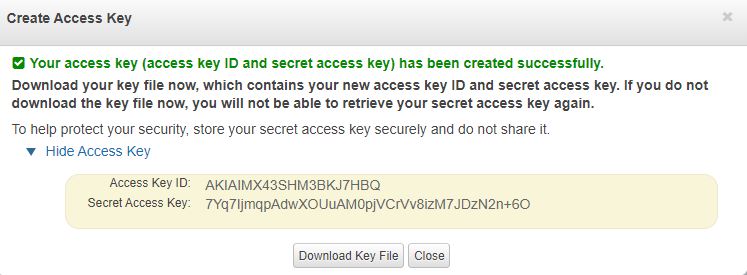 Create Access Key
×
Your access key (access key ID and secret access key) has been created successfully.
Download your key file now, which contains your new access key ID and secret access key. If you do not
download the key file now, you will not be able to retrieve your secret access key again.
To help protect your security, store your secret access key securely and do not share it.
▼ Hide Access Key
Access Key ID: AKIAIMX43SHM3BKJ7HBQ
Secret Access Key: 7Yq7IjmqpAdwXOUuAM0pjVCrVv8izM7JDzN2n+6O
Download Key File Close